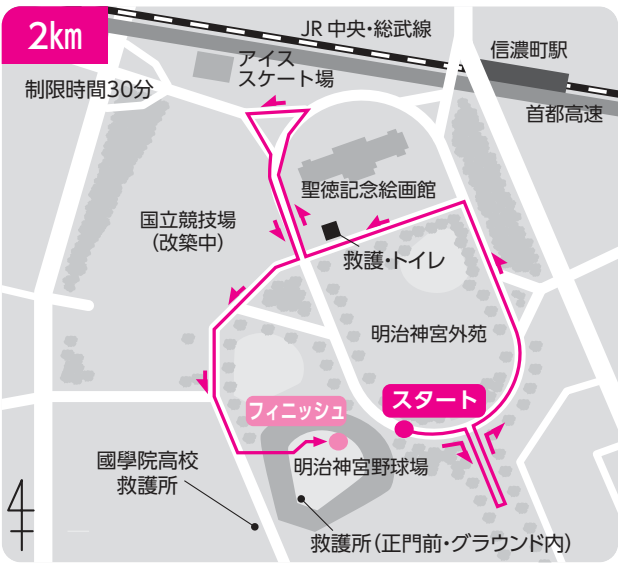 2km
制限時間30分
JR 中央・総武線
信濃町駅
首都高速
アイス
スケート場
聖徳記念絵画館
国立競技場
(改築中)
救護・トイレ
明治神宮外苑
スタート
フィニッシュ
明治神宮野球場
國學院高校
救護所
救護所(正門前・グラウンド内)